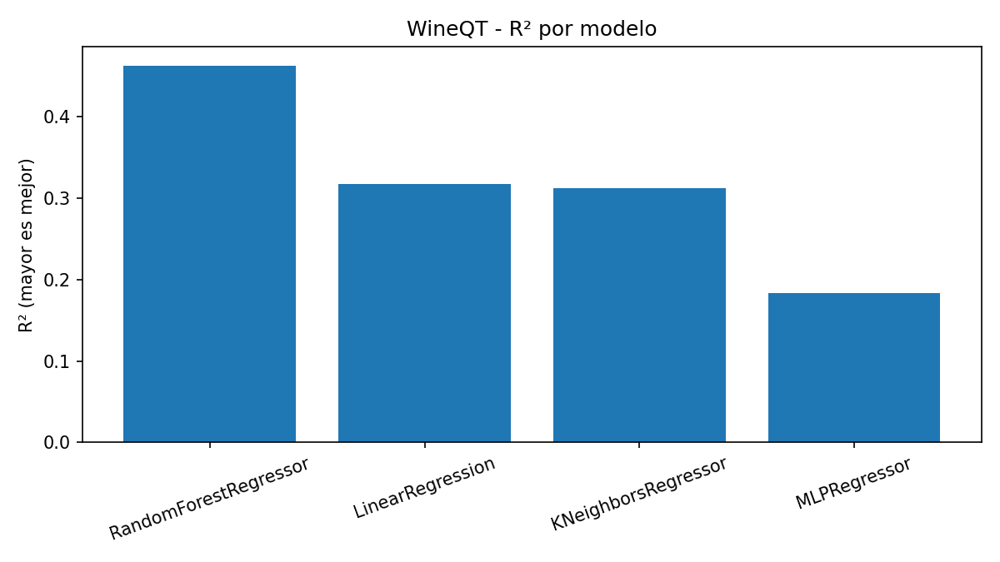 WineQT - R² por modelo
R² (mayor es mejor)
0.4
0.3
0.2
0.1
0.0
RandomForestRegressor
LinearRegression
KNeighborsRegressor
MLPRegressor